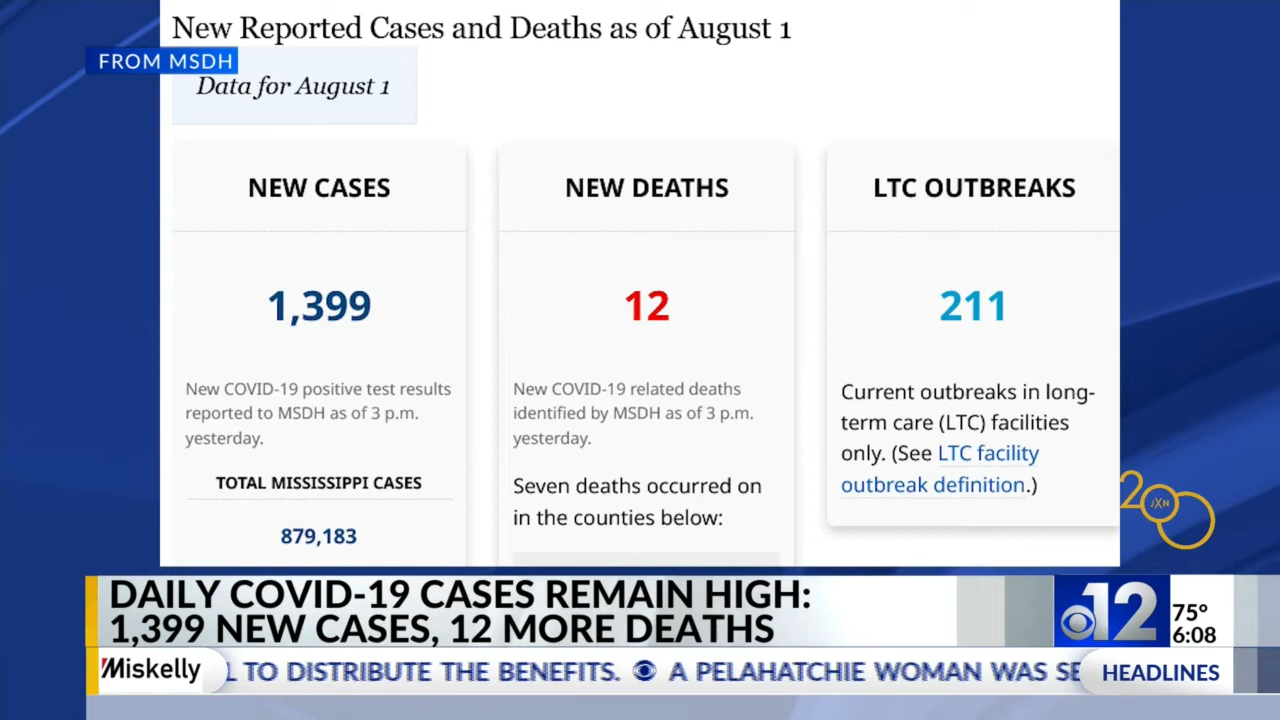 New Reported Cases and Deaths as of August 1
FROM MSDH
Data for August 1
NEW CASES
1,399
New COVID-19 positive test results
reported to MSDH as of 3 p.m.
yesterday.
TOTAL MISSISSIPPI CASES
879,183
NEW DEATHS
12
New COVID-19 related deaths
identified by MSDH as of 3 p.m.
yesterday.
Seven deaths occurred on
in the counties below:
LTC OUTBREAKS
211
Current outbreaks in long-
term care (LTC) facilities
only. (See LTC facility
outbreak definition.)
200
JXN
DAILY COVID-19 CASES REMAIN HIGH:
1,399 NEW CASES, 12 MORE DEATHS
12
75°
6:08
Miskelly
L TO DISTRIBUTE THE BENEFITS. A PELAHATCHIE WOMAN WAS SE
HEADLINES